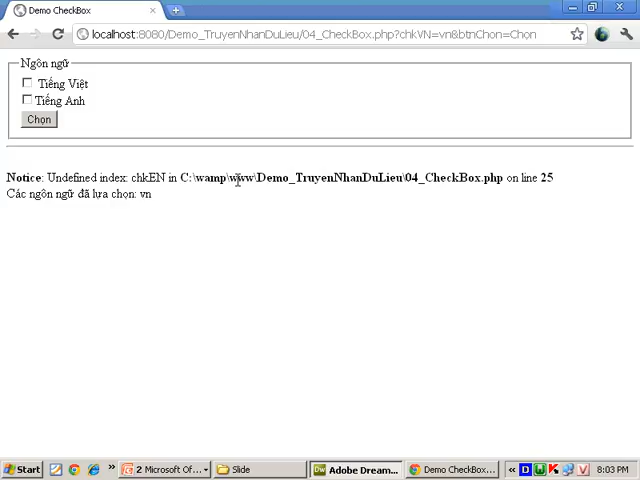 Demo CheckBox
localhost:8080/Demo_TruyenNhanDuLieu/04_CheckBox.php?chkVN=vn&btnChon=Chọn
Ngôn ngữ
Tiếng Việt
Tiếng Anh
Chọn
Notice: Undefined index: chkEN in C:\wamp\www\Demo_TruyenNhanDuLieu\04_CheckBox.php on line 25
Các ngôn ngữ đã lựa chọn: vn
Start » 2 Microsoft Of... Slide Adobe Dream... Demo CheckBox... « 8:03 PM